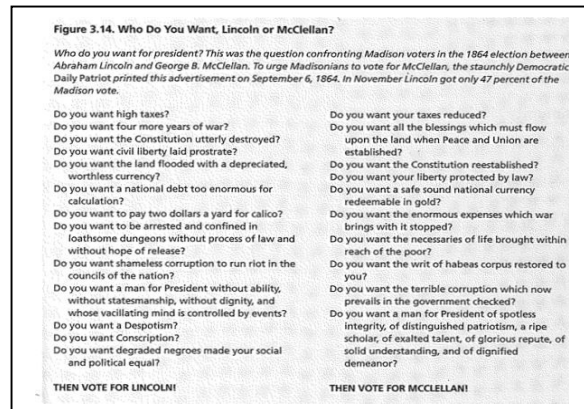 Figure 3.14. Who Do You Want, Lincoln or McClellan?
Who do you want for president? This was the question confronting Madison voters in the 1864 election between
Abraham Lincoln and George B. McClellan. To urge Madisonians to vote for McClellan, the staunchly Democratic
Daily Patriot printed this advertisement on September 6, 1864. In November Lincoln got only 47 percent of the
Madison vote.
Do you want high taxes?
Do you want four more years of war?
Do you want the Constitution utterly destroyed?
Do you want civil liberty laid prostrate?
Do you want the land flooded with a depreciated,
worthless currency?
Do you want a national debt too enormous for
calculation?
Do you want to pay two dollars a yard for calico?
Do you want to be arrested and confined in
loathsome dungeons without process of law and
without hope of release?
Do you want shameless corruption to run riot in the
councils of the nation?
Do you want a man for President without ability,
without statesmanship, without dignity, and
whose vacillating mind is controlled by events?
Do you want a Despotism?
Do you want Conscription?
Do you want degraded negroes made your social
and political equal?
THEN VOTE FOR LINCOLN!
Do you want your taxes reduced?
Do you want all the blessings which must flow
upon the land when Peace and Union are
established?
Do you want the Constitution reestablished?
Do you want your liberty protected by law?
Do you want a safe sound national currency
redeemable in gold?
Do you want the enormous expenses which war
brings with it stopped?
Do you want the necessaries of life brought within
reach of the poor?
Do you want the writ of habeas corpus restored to
you?
Do you want the terrible corruption which now
prevails in the government checked?
Do you want a man for President of spotless
integrity, of distinguished patriotism, a ripe
scholar, of exalted talent, of glorious repute, of
solid understanding, and of dignified
demeanor?
THEN VOTE FOR MCCLELLAN!